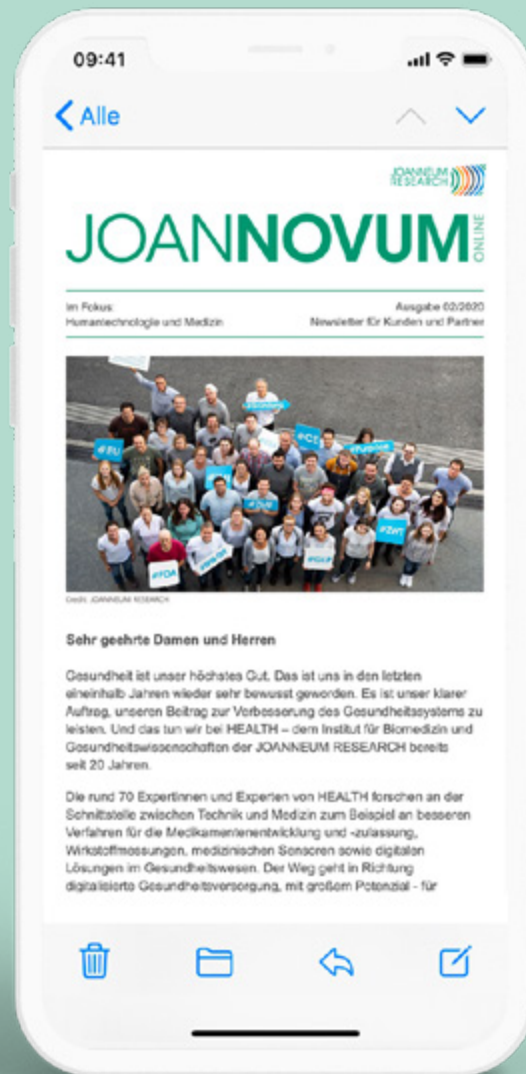 09:41
Alle
JOANNEUM
RESEARCH
JOANNOVUM
ONLINE
Im Fokus:
Humantechnologie und Medizin
Ausgabe 02/2020
Newsletter für Kunden und Partner
#EU
#CE
#ZWT
#FDA
#GMP
Credit: JOANNEUM RESEARCH
Sehr geehrte Damen und Herren
Gesundheit ist unser höchstes Gut. Das ist uns in den letzten
eineinhalb Jahren wieder sehr bewusst geworden. Es ist unser klarer
Auftrag, unseren Beitrag zur Verbesserung des Gesundheitssystems zu
leisten. Und das tun wir bei HEALTH – dem Institut für Biomedizin und
Gesundheitswissenschaften der JOANNEUM RESEARCH bereits
seit 20 Jahren.
Die rund 70 Expertinnen und Experten von HEALTH forschen an der
Schnittstelle zwischen Technik und Medizin zum Beispiel an besseren
Verfahren für die Medikamentenentwicklung und -zulassung,
Wirkstoffmessungen, medizinischen Sensoren sowie digitalen
Lösungen im Gesundheitswesen. Der Weg geht in Richtung
digitalisierte Gesundheitsversorgung, mit großem Potenzial - für